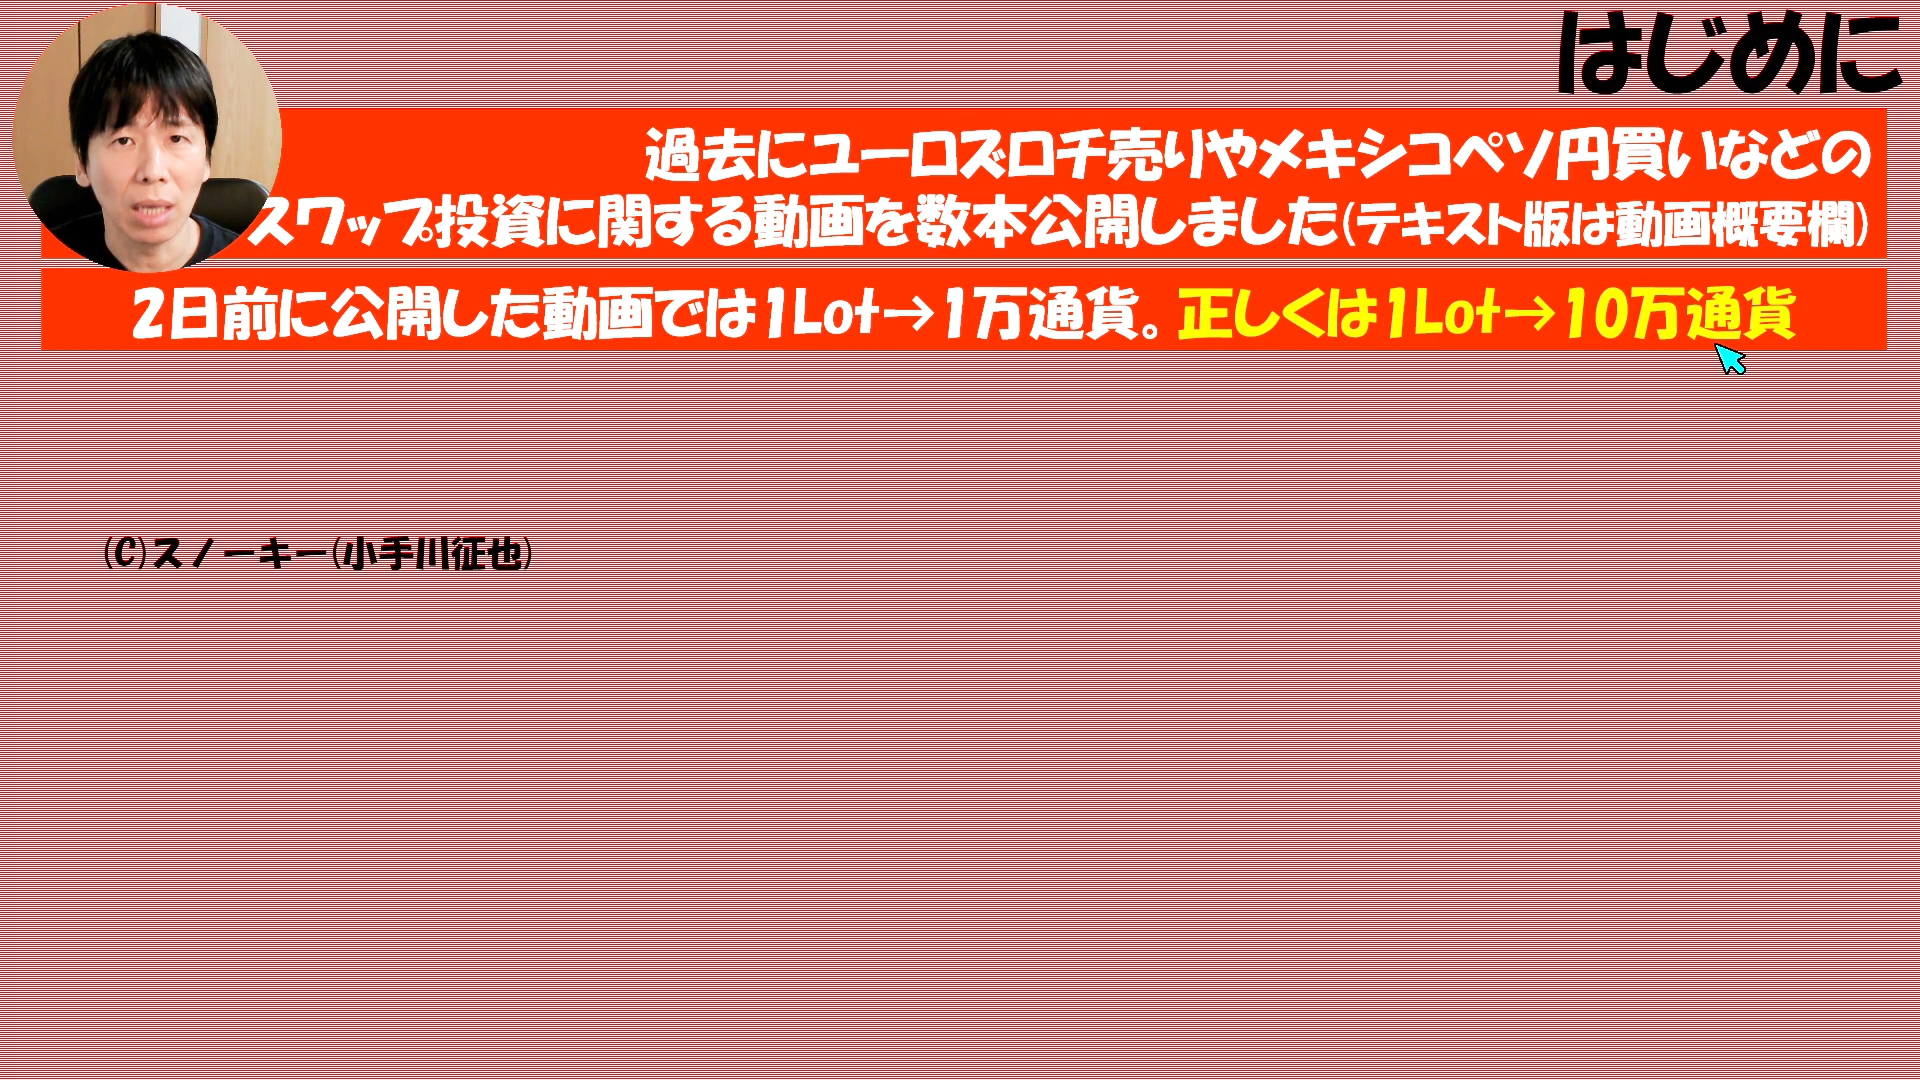 はじめに
過去にユーロズロチ売りやメキシコペソ円買いなどの
スワップ投資に関する動画を数本公開しました(テキスト版は動画概要欄)
2日前に公開した動画では1Lot→1万通貨。正しくは1Lot→10万通貨
(C)スノーキー(小手川征也)